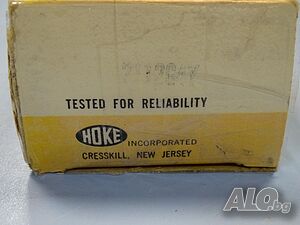 TESTED FOR RELIABILITY
HOKE
INCORPORATED
CRESSKILL, NEW JERSEY
ALO.bg